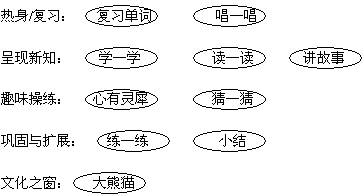 热身/复习： 复习单词 唱一唱
呈现新知： 学一学 读一读 讲故事
趣味操练： 心有灵犀 猜一猜
巩固与扩展： 练一练 小结
文化之窗： 大熊猫